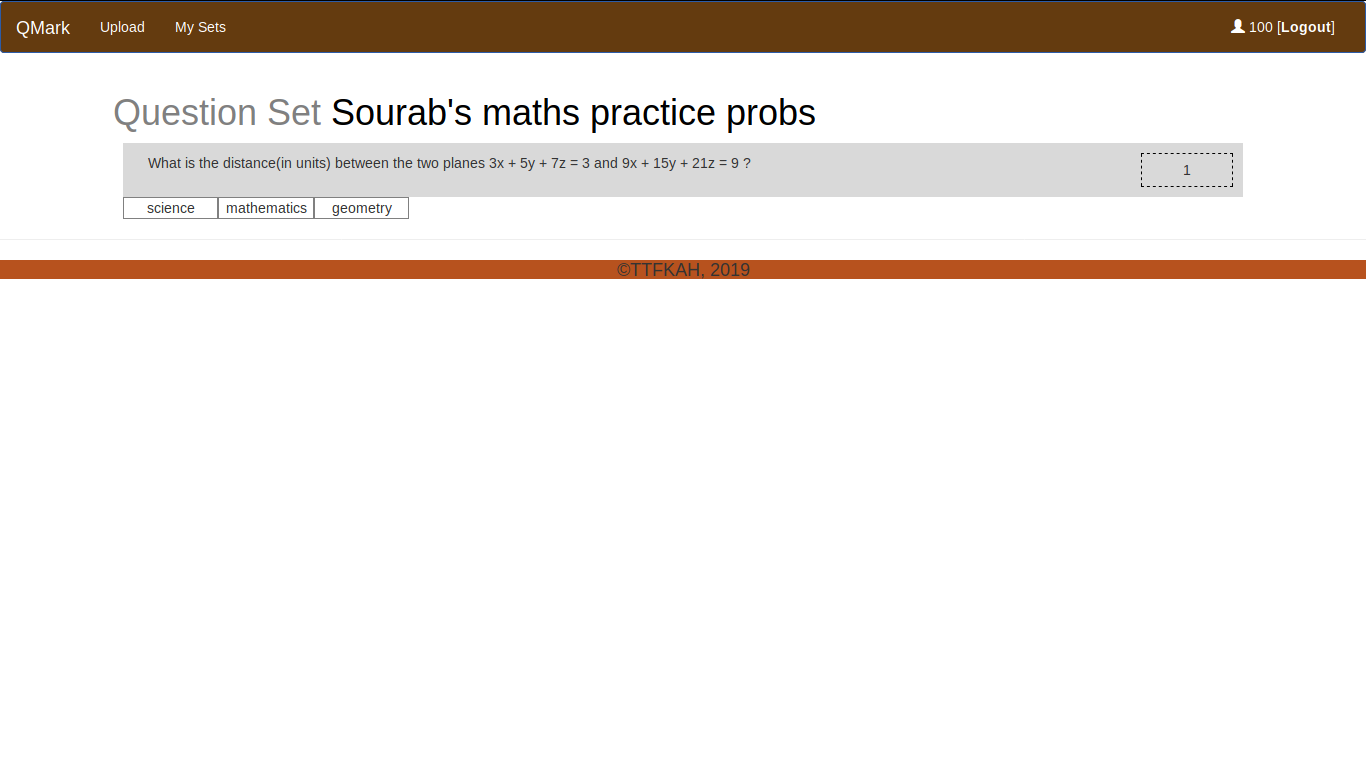 QMark Upload My Sets 100 [Logout]
Question Set Sourab's maths practice probs
What is the distance(in units) between the two planes 3x + 5y + 7z = 3 and 9x + 15y + 21z = 9 ? 1
science mathematics geometry
©TTFKAH, 2019